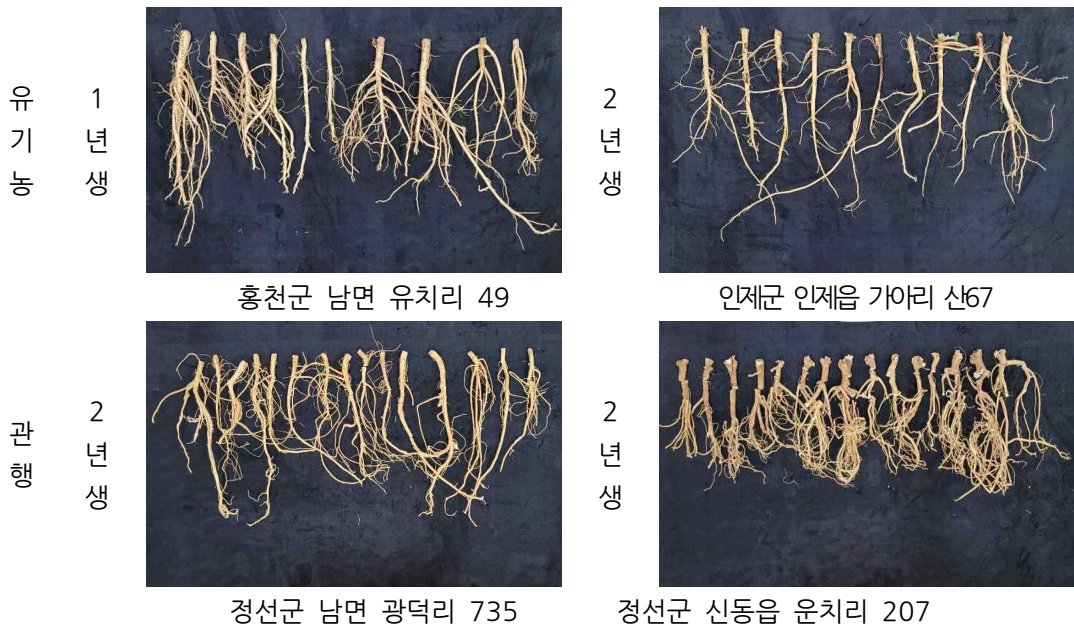 유기농
1년생
2년생
홍천군 남면 유치리 49
인제군 인제읍 가아리 산67
관행
2년생
2년생
정선군 남면 광덕리 735
정선군 신동읍 운치리 207